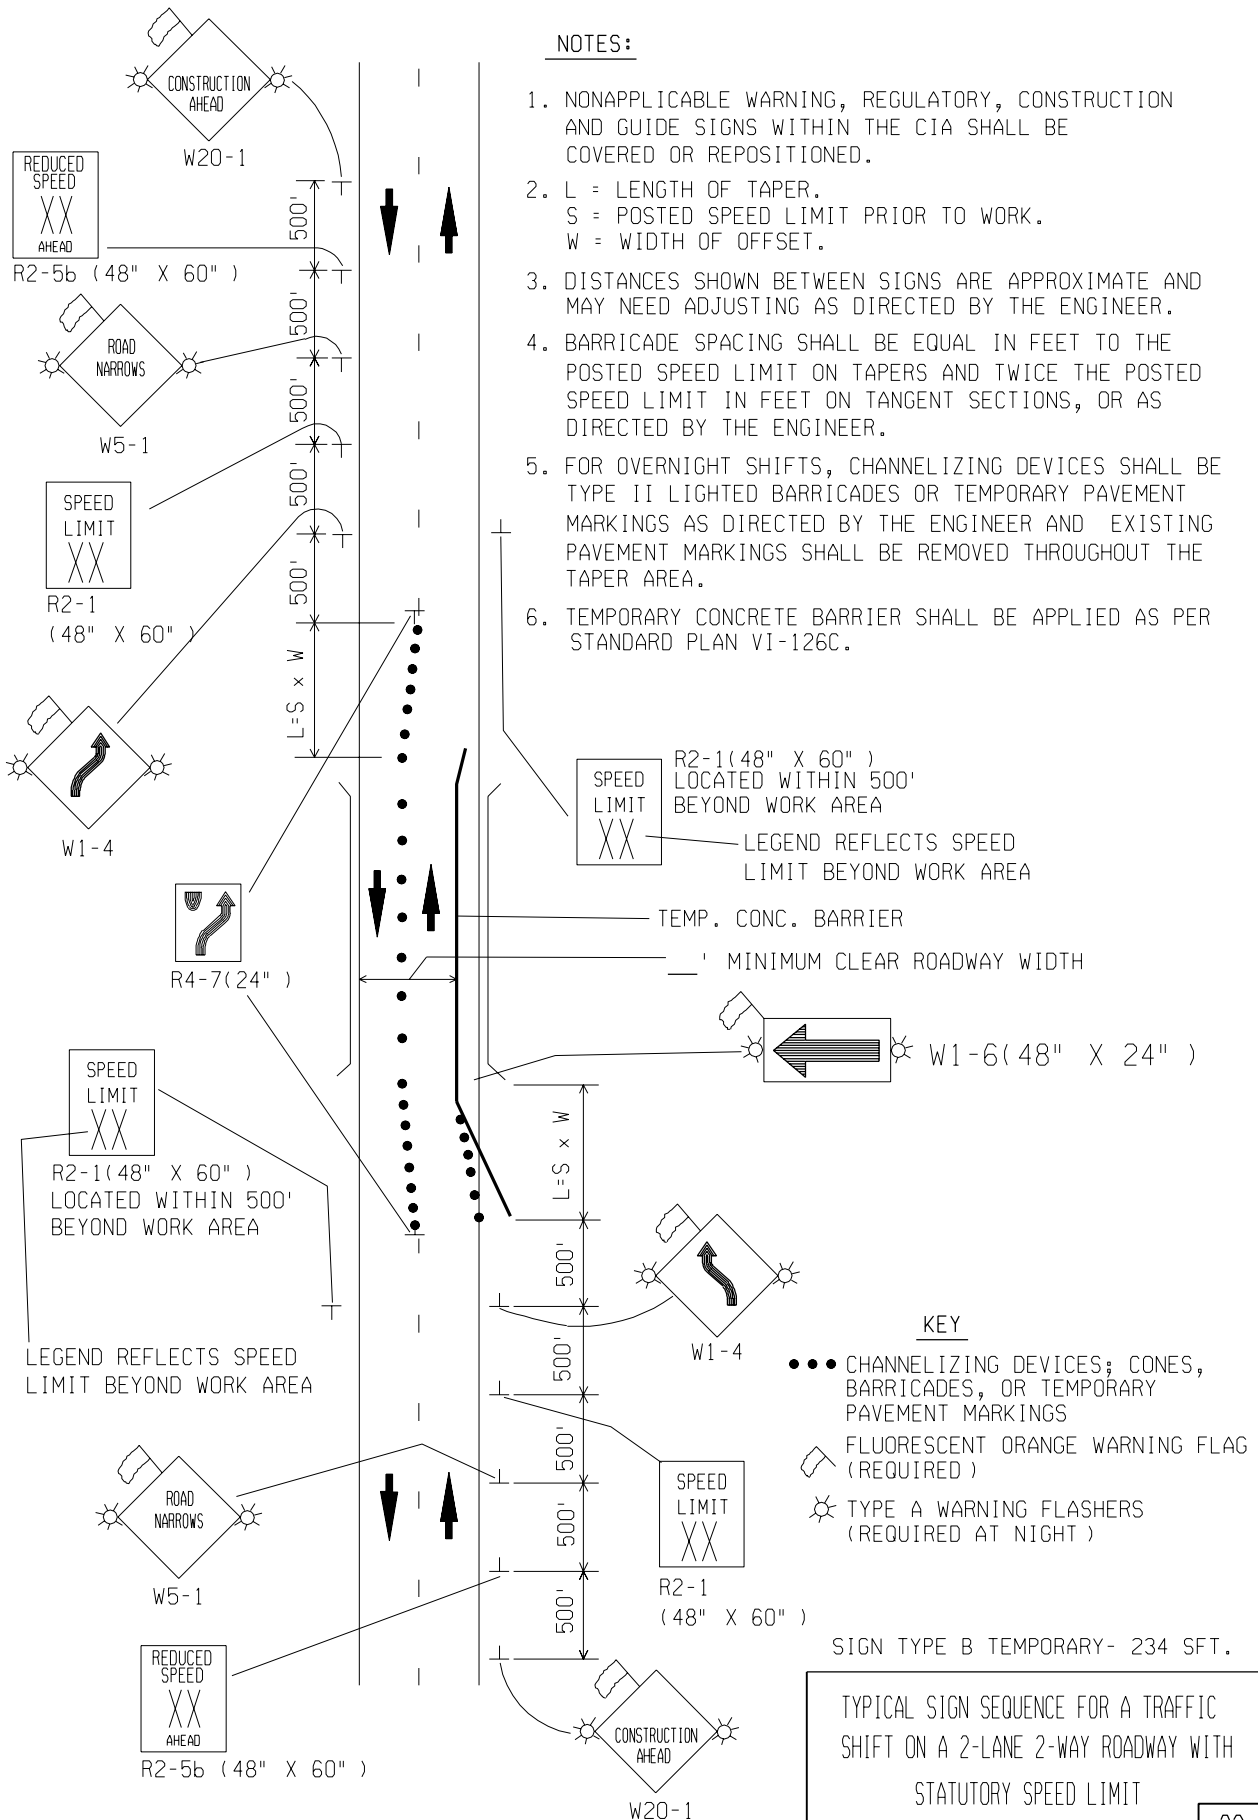 NOTES:
1. NONAPPLICABLE WARNING, REGULATORY, CONSTRUCTION
AND GUIDE SIGNS WITHIN THE CIA SHALL BE
COVERED OR REPOSITIONED.
2. L = LENGTH OF TAPER.
S = POSTED SPEED LIMIT PRIOR TO WORK.
W = WIDTH OF OFFSET.
3. DISTANCES SHOWN BETWEEN SIGNS ARE APPROXIMATE AND
MAY NEED ADJUSTING AS DIRECTED BY THE ENGINEER.
4. BARRICADE SPACING SHALL BE EQUAL IN FEET TO THE
POSTED SPEED LIMIT ON TAPERS AND TWICE THE POSTED
SPEED LIMIT IN FEET ON TANGENT SECTIONS, OR AS
DIRECTED BY THE ENGINEER.
5. FOR OVERNIGHT SHIFTS, CHANNELIZING DEVICES SHALL BE
TYPE II LIGHTED BARRICADES OR TEMPORARY PAVEMENT
MARKINGS AS DIRECTED BY THE ENGINEER AND EXISTING
PAVEMENT MARKINGS SHALL BE REMOVED THROUGHOUT THE
TAPER AREA.
6. TEMPORARY CONCRETE BARRIER SHALL BE APPLIED AS PER
STANDARD PLAN VI-126C.
CONSTRUCTION
AHEAD
W20-1
REDUCED
SPEED
XX
AHEAD
R2-5b (48" X 60")
ROAD
NARROWS
W5-1
SPEED
LIMIT
XX
R2-1
(48" X 60")
W1-4
500'
500'
500'
500'
500'
L=S x W
R4-7(24")
SPEED
LIMIT
XX
R2-1(48" X 60")
LOCATED WITHIN 500'
BEYOND WORK AREA
LEGEND REFLECTS SPEED
LIMIT BEYOND WORK AREA
TEMP. CONC. BARRIER
__' MINIMUM CLEAR ROADWAY WIDTH
W1-6(48" X 24")
SPEED
LIMIT
XX
R2-1(48" X 60")
LOCATED WITHIN 500'
BEYOND WORK AREA
LEGEND REFLECTS SPEED
LIMIT BEYOND WORK AREA
L=S x W
500'
500'
500'
500'
500'
W1-4
KEY
CHANNELIZING DEVICES; CONES,
BARRICADES, OR TEMPORARY
PAVEMENT MARKINGS
FLUORESCENT ORANGE WARNING FLAG
(REQUIRED)
TYPE A WARNING FLASHERS
(REQUIRED AT NIGHT)
ROAD
NARROWS
W5-1
SPEED
LIMIT
XX
R2-1
(48" X 60")
REDUCED
SPEED
XX
AHEAD
R2-5b (48" X 60")
CONSTRUCTION
AHEAD
W20-1
SIGN TYPE B TEMPORARY- 234 SFT.
TYPICAL SIGN SEQUENCE FOR A TRAFFIC
SHIFT ON A 2-LANE 2-WAY ROADWAY WITH
STATUTORY SPEED LIMIT